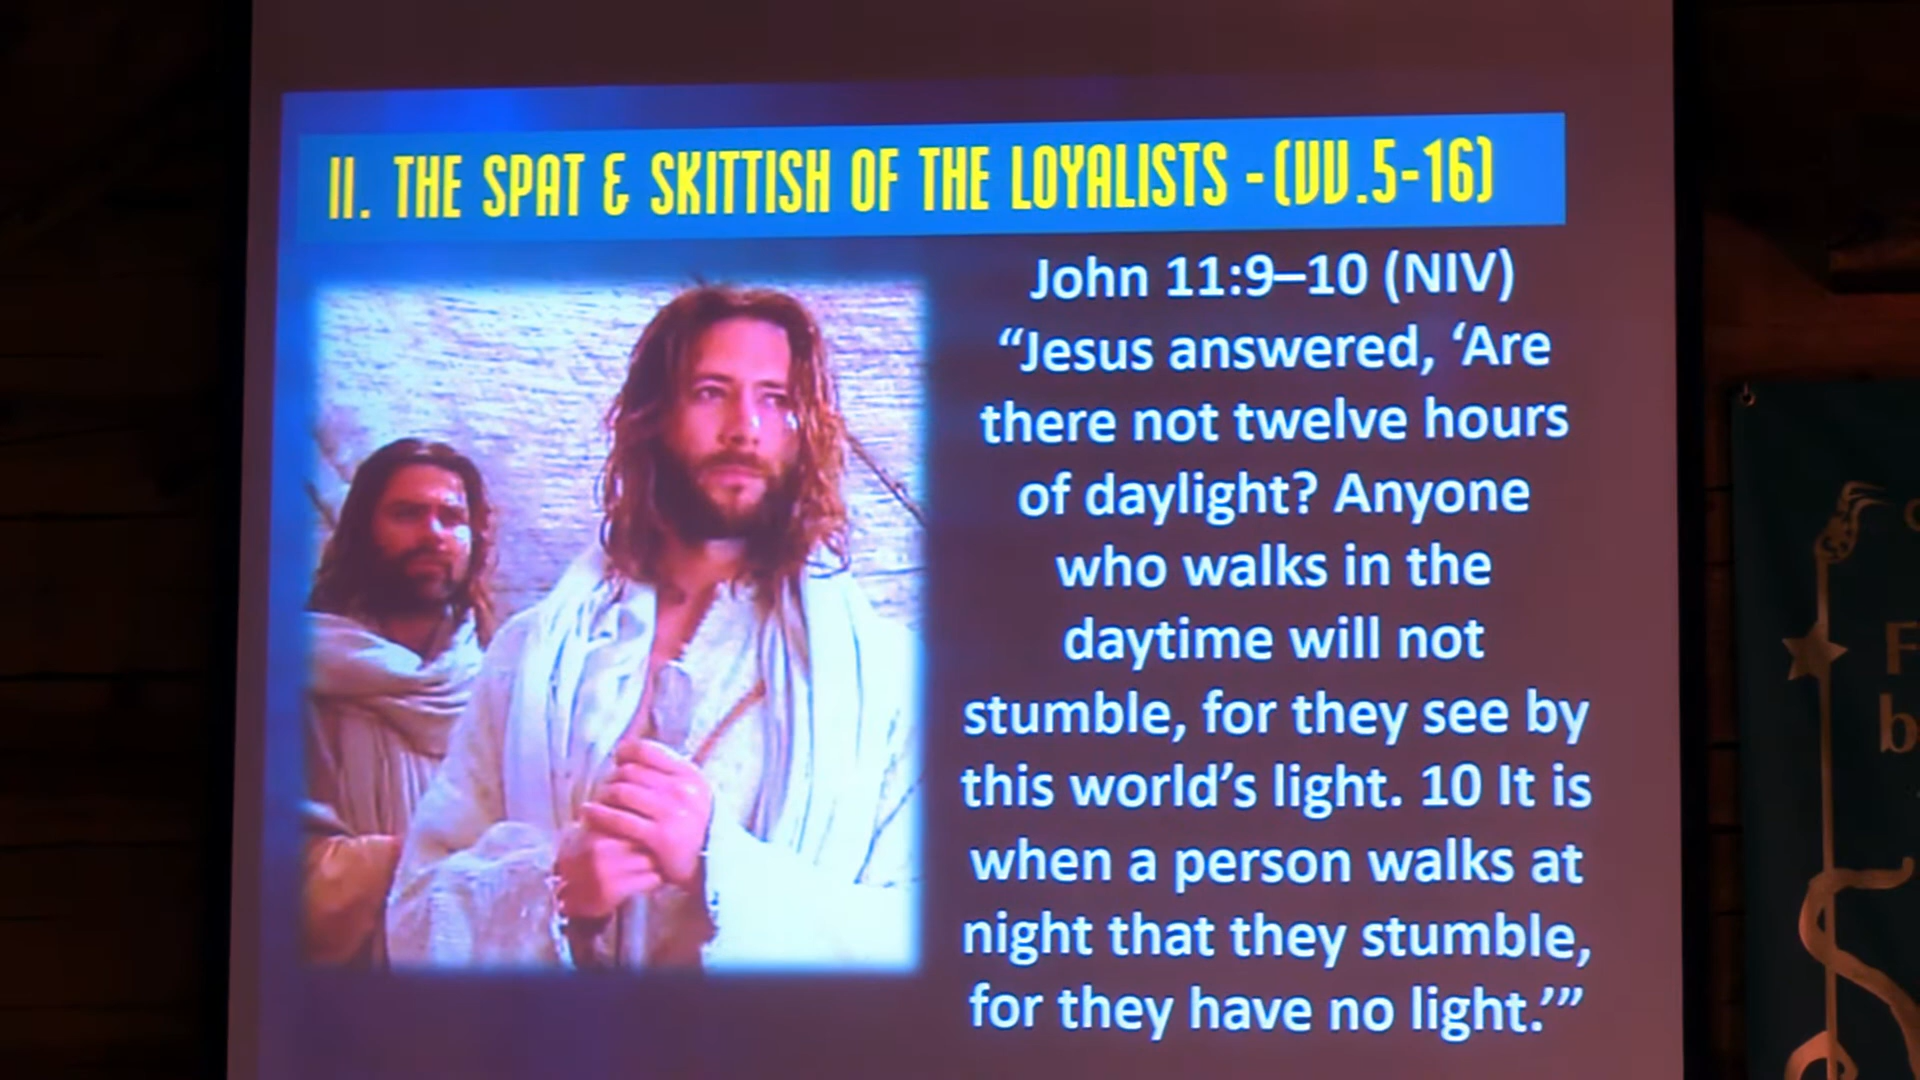 II. THE SPAT & SKITTISH OF THE LOYALISTS - (VV.5-16)
John 11:9–10 (NIV)
“Jesus answered, ‘Are
there not twelve hours
of daylight? Anyone
who walks in the
daytime will not
stumble, for they see by
this world’s light. 10 It is
when a person walks at
night that they stumble,
for they have no light.’”